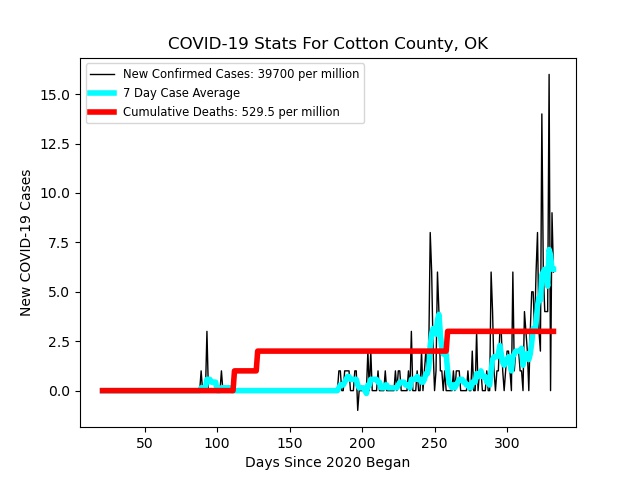 COVID-19 Stats For Cotton County, OK
New Confirmed Cases: 39700 per million
7 Day Case Average
Cumulative Deaths: 529.5 per million
New COVID-19 Cases
15.0
12.5
10.0
7.5
5.0
2.5
0.0
50 100 150 200 250 300
Days Since 2020 Began